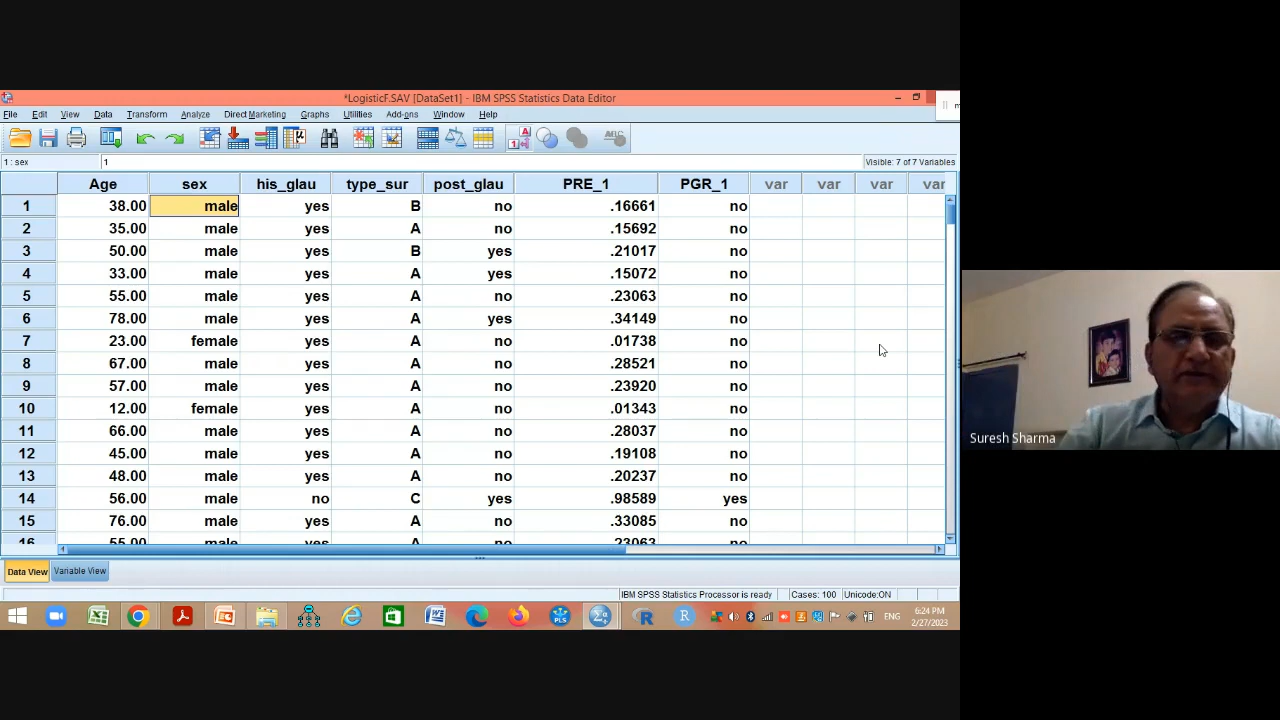 *LogisticF.SAV [DataSet1] - IBM SPSS Statistics Data Editor
File Edit View Data Transform Analyze Direct Marketing Graphs Utilities Add-ons Window Help
1 : sex 1 Visible: 7 of 7 Variables
Age sex his_glau type_sur post_glau PRE_1 PGR_1 var var var var
1 38.00 male yes B no .16661 no
2 35.00 male yes A no .15692 no
3 50.00 male yes B yes .21017 no
4 33.00 male yes A yes .15072 no
5 55.00 male yes A no .23063 no
6 78.00 male yes A yes .34149 no
7 23.00 female yes A no .01738 no
8 67.00 male yes A no .28521 no
9 57.00 male yes A no .23920 no
10 12.00 female yes A no .01343 no
11 66.00 male yes A no .28037 no
12 45.00 male yes A no .19108 no
13 48.00 male yes A no .20237 no
14 56.00 male no C yes .98589 yes
15 76.00 male yes A no .33085 no
16 55.00 male yes A no .23063 no
Data View Variable View
IBM SPSS Statistics Processor is ready Cases: 100 Unicode:ON
ENG 6:24 PM
2/27/2023
Suresh Sharma